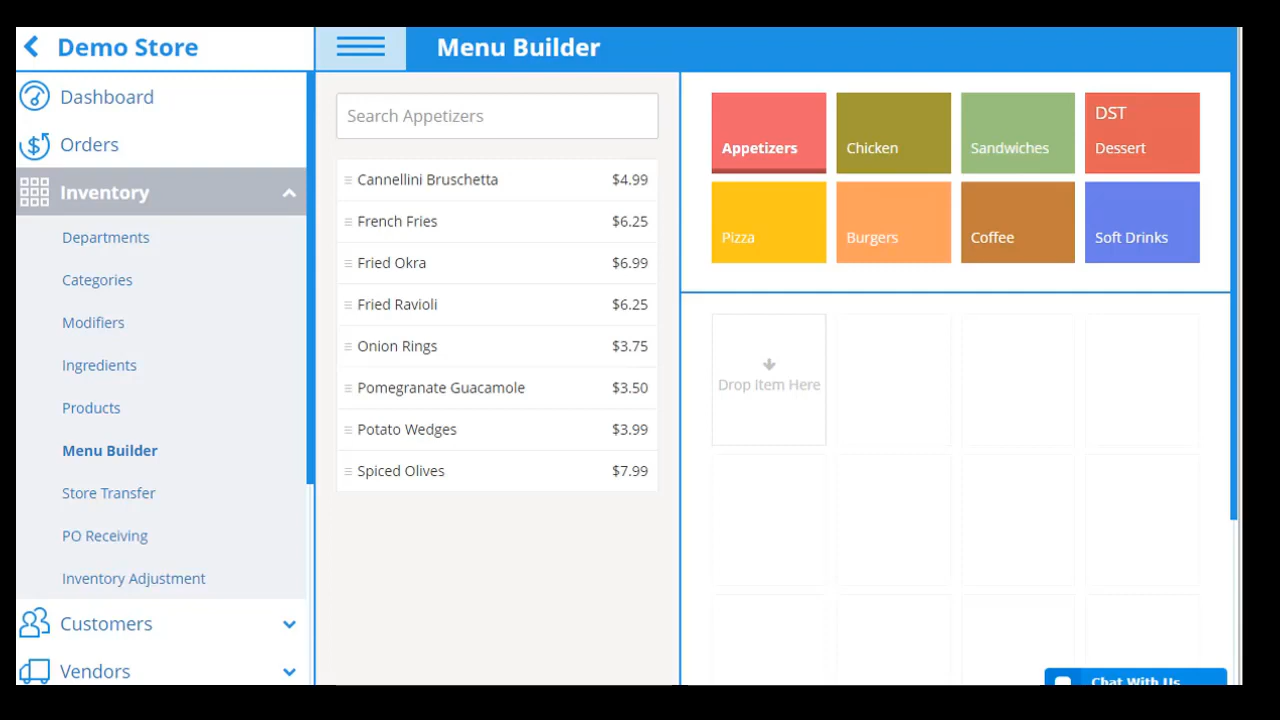 Demo Store
Menu Builder
Dashboard
Orders
Inventory
Departments
Categories
Modifiers
Ingredients
Products
Menu Builder
Store Transfer
PO Receiving
Inventory Adjustment
Customers
Vendors
Search Appetizers
Cannellini Bruschetta $4.99
French Fries $6.25
Fried Okra $6.99
Fried Ravioli $6.25
Onion Rings $3.75
Pomegranate Guacamole $3.50
Potato Wedges $3.99
Spiced Olives $7.99
Appetizers
Chicken
Sandwiches
DST
Dessert
Pizza
Burgers
Coffee
Soft Drinks
Drop Item Here
Chat With Us